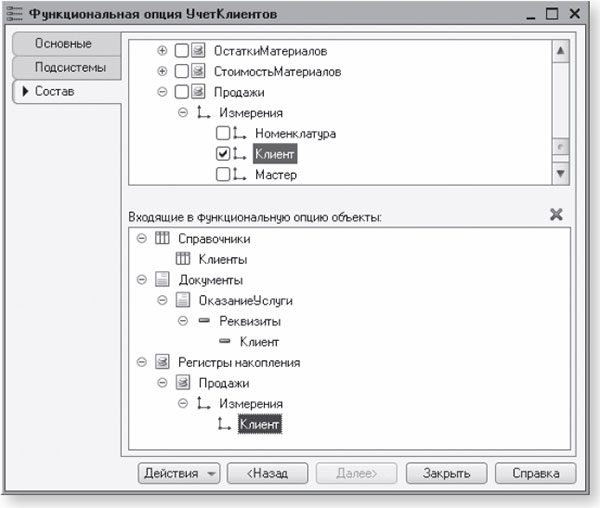 Функциональная опция УчетКлиентов
Основные
Подсистемы
Состав
ОстаткиМатериалов
СтоимостьМатериалов
Продажи
Измерения
Номенклатура
Клиент
Мастер
Входящие в функциональную опцию объекты:
Справочники
Клиенты
Документы
ОказаниеУслуги
Реквизиты
Клиент
Регистры накопления
Продажи
Измерения
Клиент
Действия <Назад Далее> Закрыть Справка